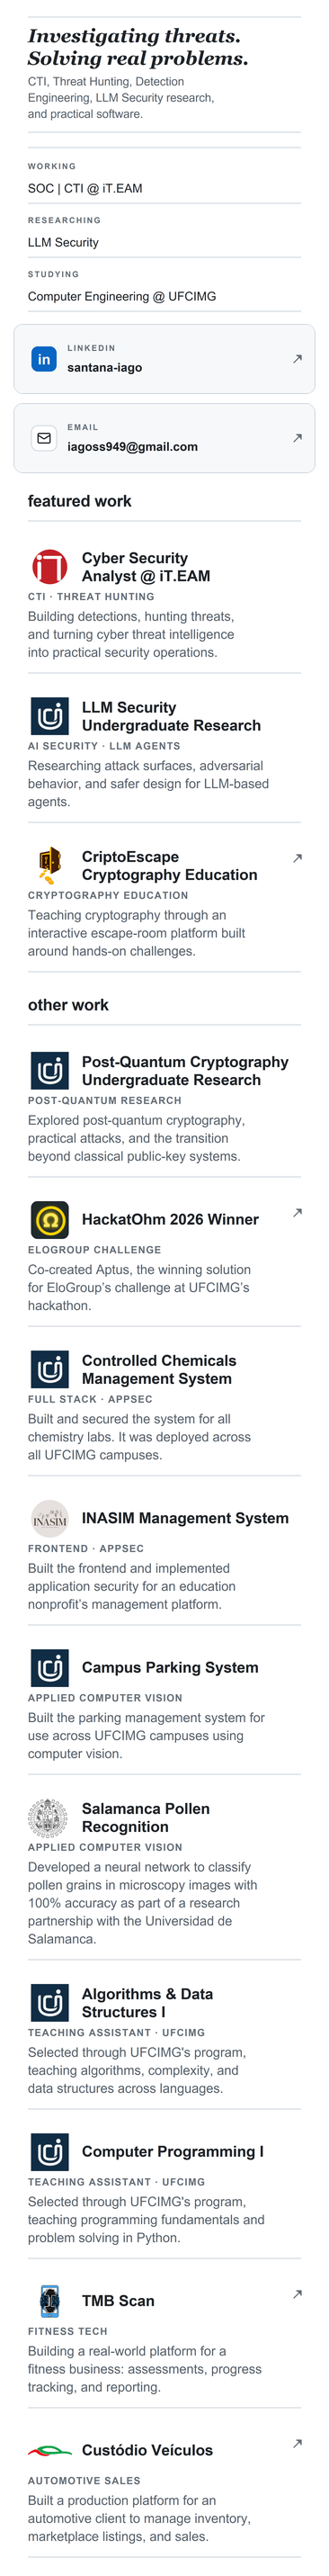 Investigating threats.
Solving real problems.
CTI, Threat Hunting, Detection
Engineering, LLM Security research,
and practical software.
WORKING
SOC | CTI @ iT.EAM
RESEARCHING
LLM Security
STUDYING
Computer Engineering @ UFCIMG
in
LINKEDIN
santana-iago
EMAIL
iagoss949@gmail.com
featured work
Cyber Security
Analyst @ iT.EAM
CTI · THREAT HUNTING
Building detections, hunting threats,
and turning cyber threat intelligence
into practical security operations.
LLM Security
Undergraduate Research
AI SECURITY · LLM AGENTS
Researching attack surfaces, adversarial
behavior, and safer design for LLM-based
agents.
CriptoEscape
Cryptography Education
CRYPTOGRAPHY EDUCATION
Teaching cryptography through an
interactive escape-room platform built
around hands-on challenges.
other work
Post-Quantum Cryptography
Undergraduate Research
POST-QUANTUM RESEARCH
Explored post-quantum cryptography,
practical attacks, and the transition
beyond classical public-key systems.
Ω
HackatOhm 2026 Winner
ELOGROUP CHALLENGE
Co-created Aptus, the winning solution
for EloGroup’s challenge at UFCIMG’s
hackathon.
Controlled Chemicals
Management System
FULL STACK · APPSEC
Built and secured the system for all
chemistry labs. It was deployed across
all UFCIMG campuses.
INASIM
INASIM Management System
FRONTEND · APPSEC
Built the frontend and implemented
application security for an education
nonprofit’s management platform.
Campus Parking System
APPLIED COMPUTER VISION
Built the parking management system for
use across UFCIMG campuses using
computer vision.
Salamanca Pollen
Recognition
APPLIED COMPUTER VISION
Developed a neural network to classify
pollen grains in microscopy images with
100% accuracy as part of a research
partnership with the Universidad de
Salamanca.
Algorithms & Data
Structures I
TEACHING ASSISTANT · UFCIMG
Selected through UFCIMG's program,
teaching algorithms, complexity, and
data structures across languages.
Computer Programming I
TEACHING ASSISTANT · UFCIMG
Selected through UFCIMG's program,
teaching programming fundamentals and
problem solving in Python.
TMB Scan
FITNESS TECH
Building a real-world platform for a
fitness business: assessments, progress
tracking, and reporting.
Custódio Veículos
AUTOMOTIVE SALES
Built a production platform for an
automotive client to manage inventory,
marketplace listings, and sales.